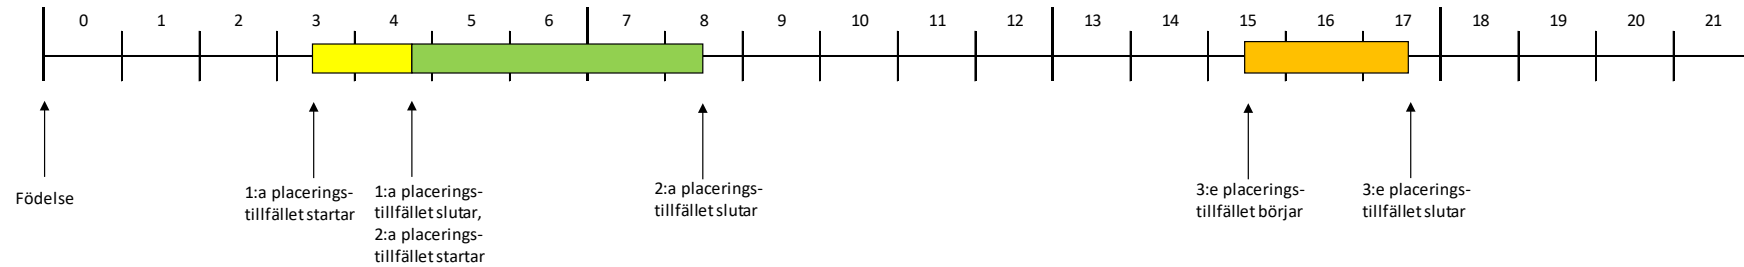 0 1 2 3 4 5 6 7 8 9 10 11 12 13 14 15 16 17 18 19 20 21
Födelse
1:a placerings-
tillfället startar
1:a placerings-
tillfället slutar,
2:a placerings-
tillfället startar
2:a placerings-
tillfället slutar
3:e placerings-
tillfället börjar
3:e placerings-
tillfället slutar